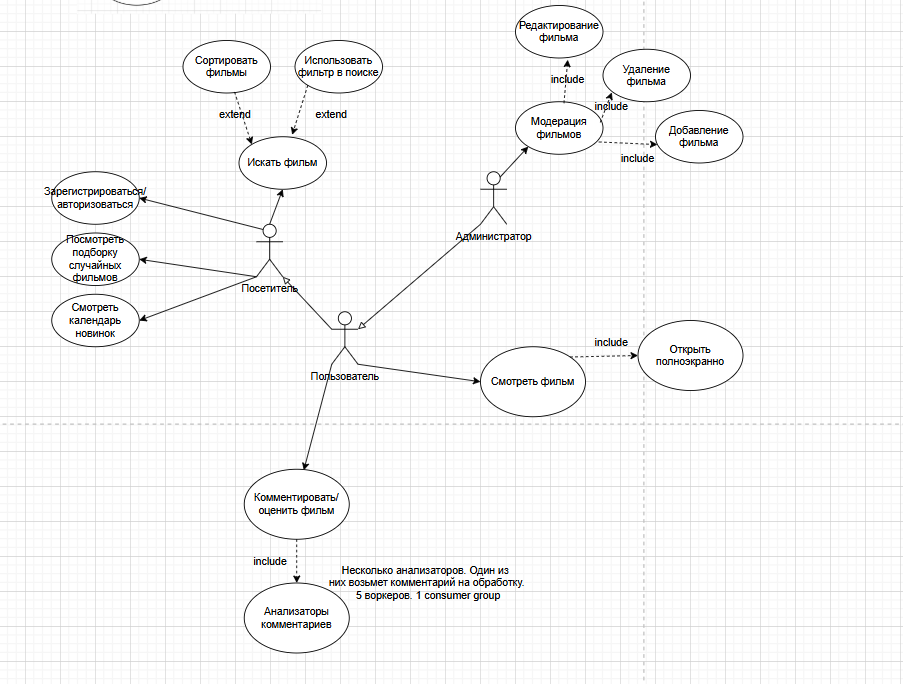 Редактирование
фильма
Сортировать
фильмы
Использовать
фильтр в поиске
Удаление
фильма
include
extend
extend
include
Модерация
фильмов
Добавление
фильма
include
Искать фильм
Зарегистрироваться/
авторизоваться
Администратор
Посмотреть
подборку
случайных
фильмов
Посетитель
Смотреть
календарь
новинок
include
Открыть
полноэкранно
Пользователь
Смотреть фильм
Комментировать/
оценить фильм
include
Несколько анализаторов. Один из
них возьмет комментарий на обработку.
5 воркеров. 1 consumer group
Анализаторы
комментариев